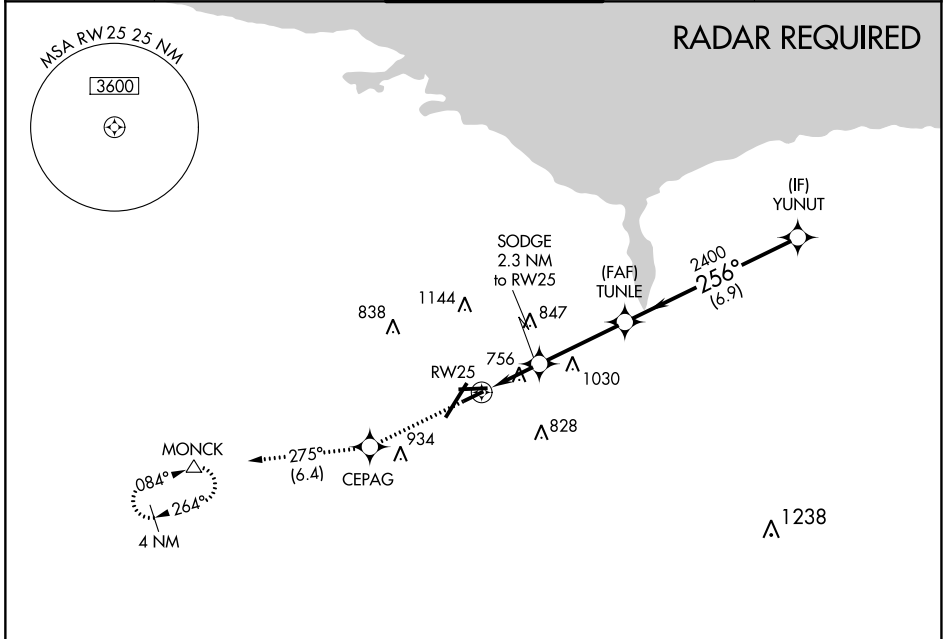 MSA RW25 25 NM
3600
RADAR REQUIRED
(IF)
YUNUT
2400
256°
(6.9)
SODGE
2.3 NM
to RW25
(FAF)
TUNLE
1144
838
847
756
RW25
1030
828
934
MONCK
275°
(6.4)
CEPAG
084°
264°
4 NM
1238